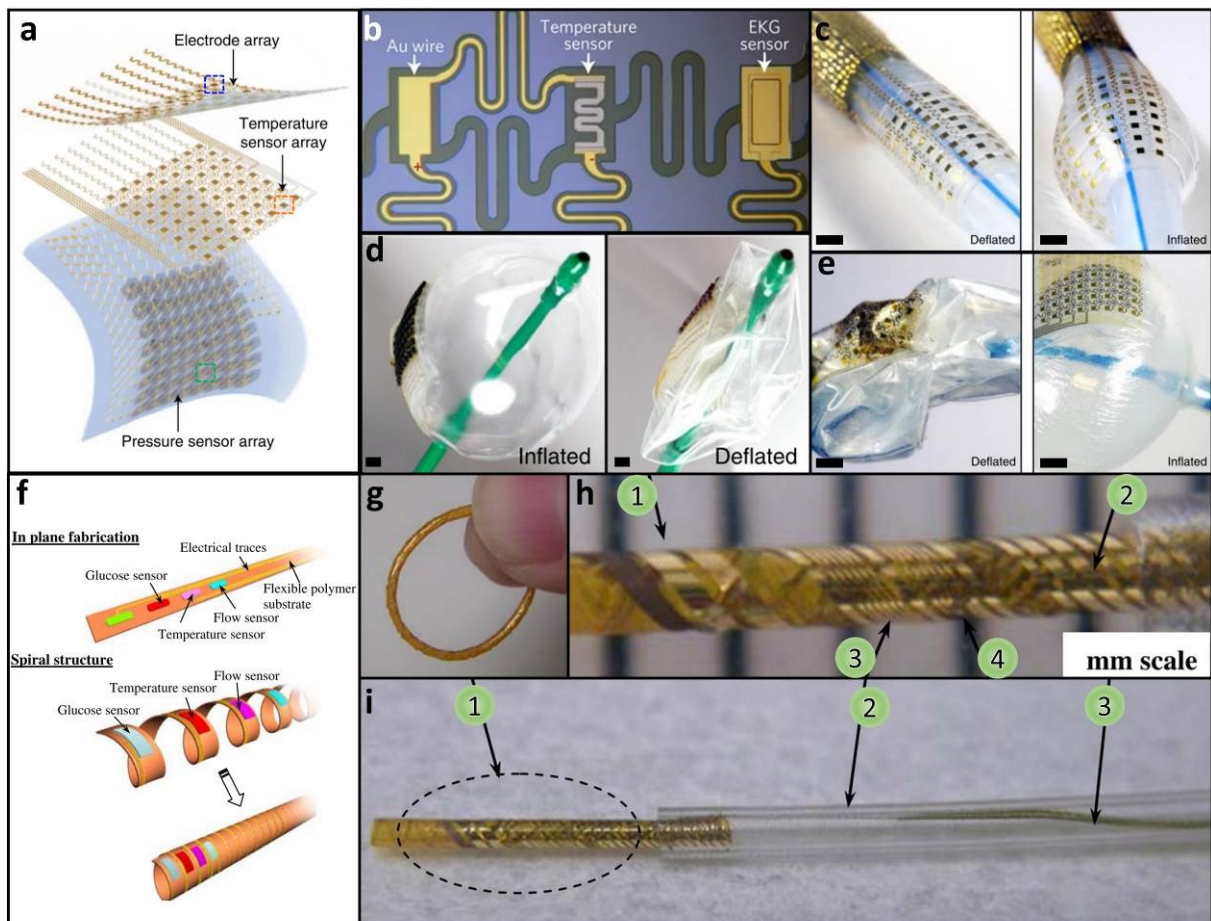 a
Electrode array
Temperature
sensor array
Pressure sensor array
b
Au wire
Temperature
sensor
EKG
sensor
+
-
c
Deflated
Inflated
d
Inflated
Deflated
e
Deflated
Inflated
f
In plane fabrication
Electrical traces
Glucose sensor
Flexible polymer
substrate
Flow sensor
Temperature sensor
Spiral structure
Flow sensor
Temperature sensor
Glucose sensor
g
h
1
2
3
4
mm scale
i
1
2
3